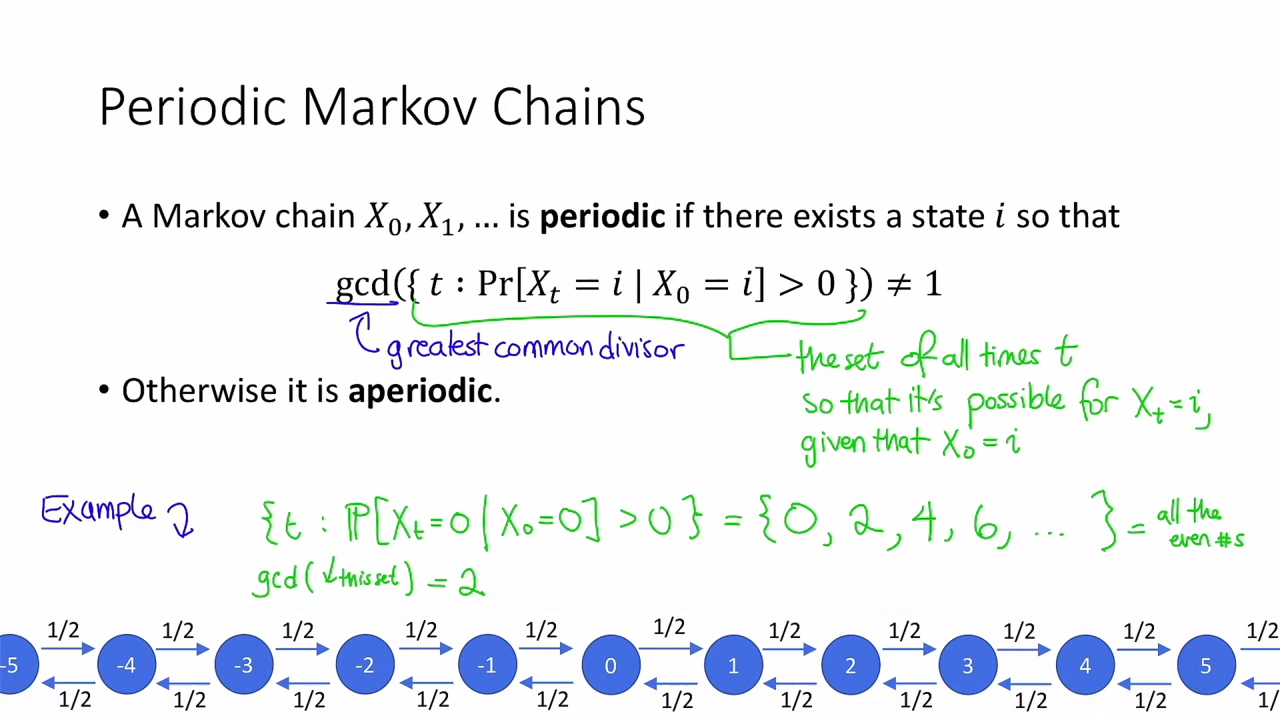 Periodic Markov Chains
• A Markov chain X₀, X₁, … is periodic if there exists a state i so that
gcd({ t : Pr[Xₜ = i | X₀ = i] > 0 }) ≠ 1
greatest common divisor
the set of all times t
so that it's possible for Xₜ = i,
given that X₀ = i
• Otherwise it is aperiodic.
Example
{t : ℙ[Xₜ=0 | X₀=0] > 0} = {0, 2, 4, 6, ... } = all the even #s
gcd(↓ this set) = 2
1/2 1/2 1/2 1/2 1/2 1/2 1/2 1/2 1/2 1/2 1/2
-5 -4 -3 -2 -1 0 1 2 3 4 5
1/2 1/2 1/2 1/2 1/2 1/2 1/2 1/2 1/2 1/2 1/